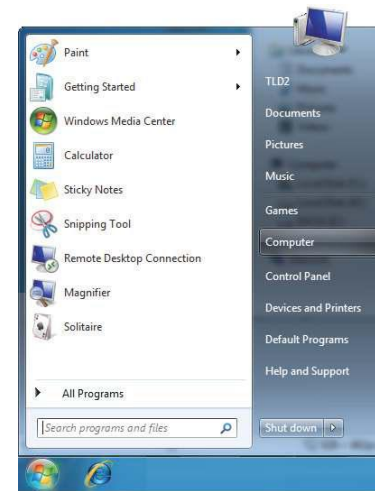 Paint
Getting Started
Windows Media Center
Calculator
Sticky Notes
Snipping Tool
Remote Desktop Connection
Magnifier
Solitaire
All Programs
Search programs and files
TLD2
Documents
Pictures
Music
Games
Computer
Control Panel
Devices and Printers
Default Programs
Help and Support
Shut down